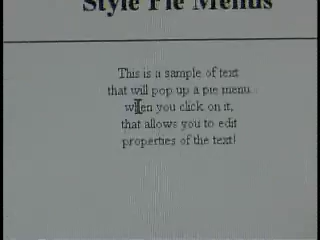 Style Pie Menus
This is a sample of text
that will pop up a pie menu
when you click on it,
that allows you to edit
properties of the text!